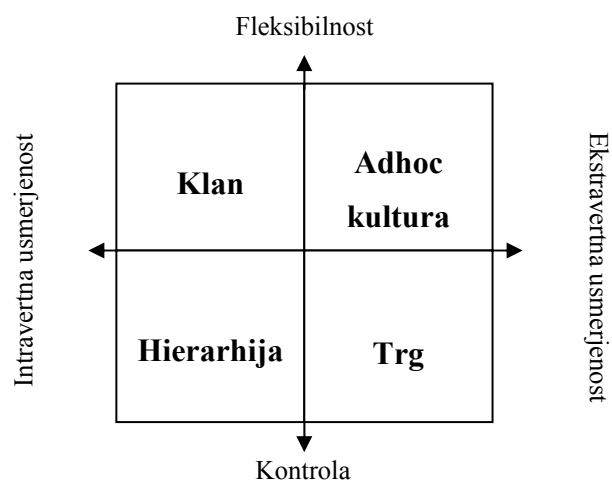 Fleksibilnost
Intravertna usmerjenost
Klan
Adhoc
kultura
Ekstravertna usmerjenost
Hierarhija
Trg
Kontrola